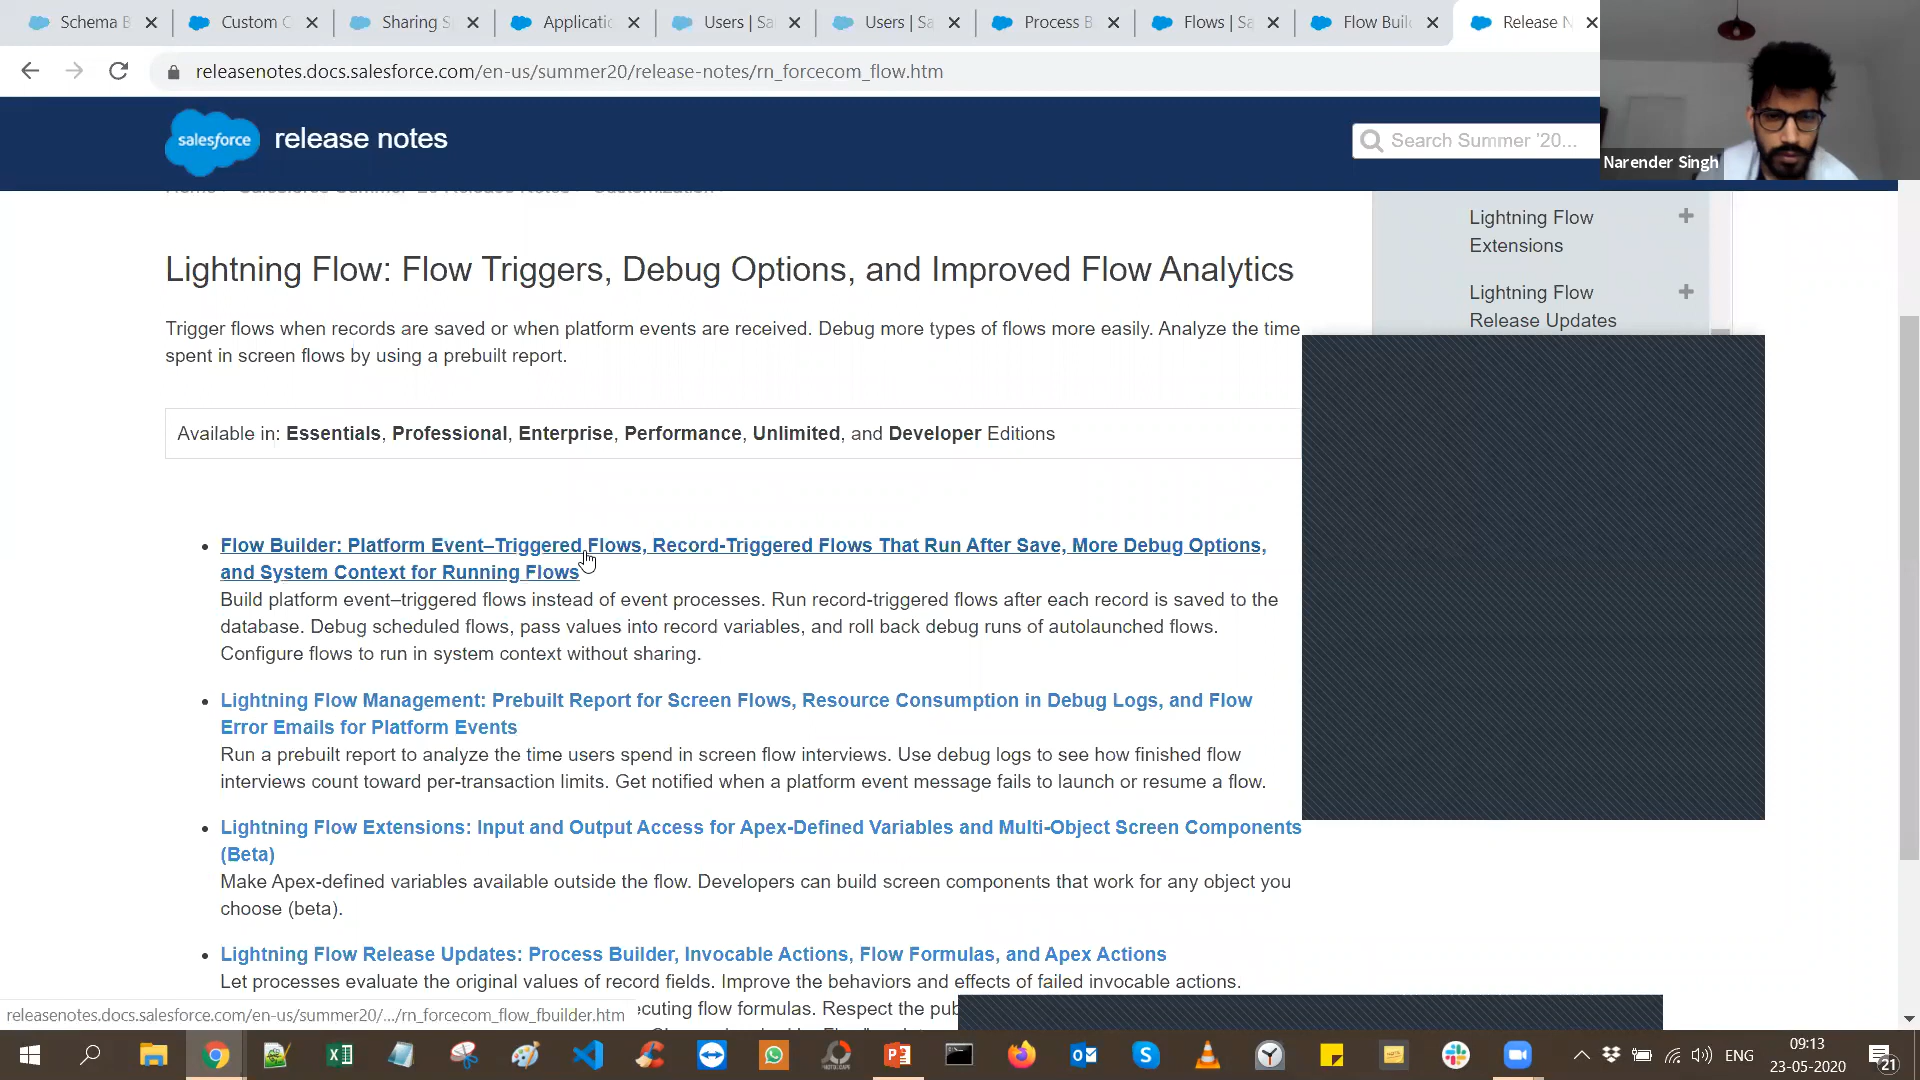 Schema B
Custom C
Sharing S
Applicatic
Users | Sa
Users | Sa
Process B
Flows | Sa
Flow Buil
Release N
releasenotes.docs.salesforce.com/en-us/summer20/release-notes/rn_forcecom_flow.htm
salesforce
release notes
Search Summer '20...
Narender Singh
Home
Salesforce Summer '20 Release Notes
Customization
Lightning Flow
Extensions
Lightning Flow
Release Updates
Lightning Flow: Flow Triggers, Debug Options, and Improved Flow Analytics
Trigger flows when records are saved or when platform events are received. Debug more types of flows more easily. Analyze the time
spent in screen flows by using a prebuilt report.
Available in: Essentials, Professional, Enterprise, Performance, Unlimited, and Developer Editions
Flow Builder: Platform Event–Triggered Flows, Record-Triggered Flows That Run After Save, More Debug Options,
and System Context for Running Flows
Build platform event–triggered flows instead of event processes. Run record-triggered flows after each record is saved to the
database. Debug scheduled flows, pass values into record variables, and roll back debug runs of autolaunched flows.
Configure flows to run in system context without sharing.
Lightning Flow Management: Prebuilt Report for Screen Flows, Resource Consumption in Debug Logs, and Flow
Error Emails for Platform Events
Run a prebuilt report to analyze the time users spend in screen flow interviews. Use debug logs to see how finished flow
interviews count toward per-transaction limits. Get notified when a platform event message fails to launch or resume a flow.
Lightning Flow Extensions: Input and Output Access for Apex-Defined Variables and Multi-Object Screen Components
(Beta)
Make Apex-defined variables available outside the flow. Developers can build screen components that work for any object you
choose (beta).
Lightning Flow Release Updates: Process Builder, Invocable Actions, Flow Formulas, and Apex Actions
Let processes evaluate the original values of record fields. Improve the behaviors and effects of failed invocable actions.
cuting flow formulas. Respect the pub
releasenotes.docs.salesforce.com/en-us/summer20/.../rn_forcecom_flow_fbuilder.htm
ENG
09:13
23-05-2020
21